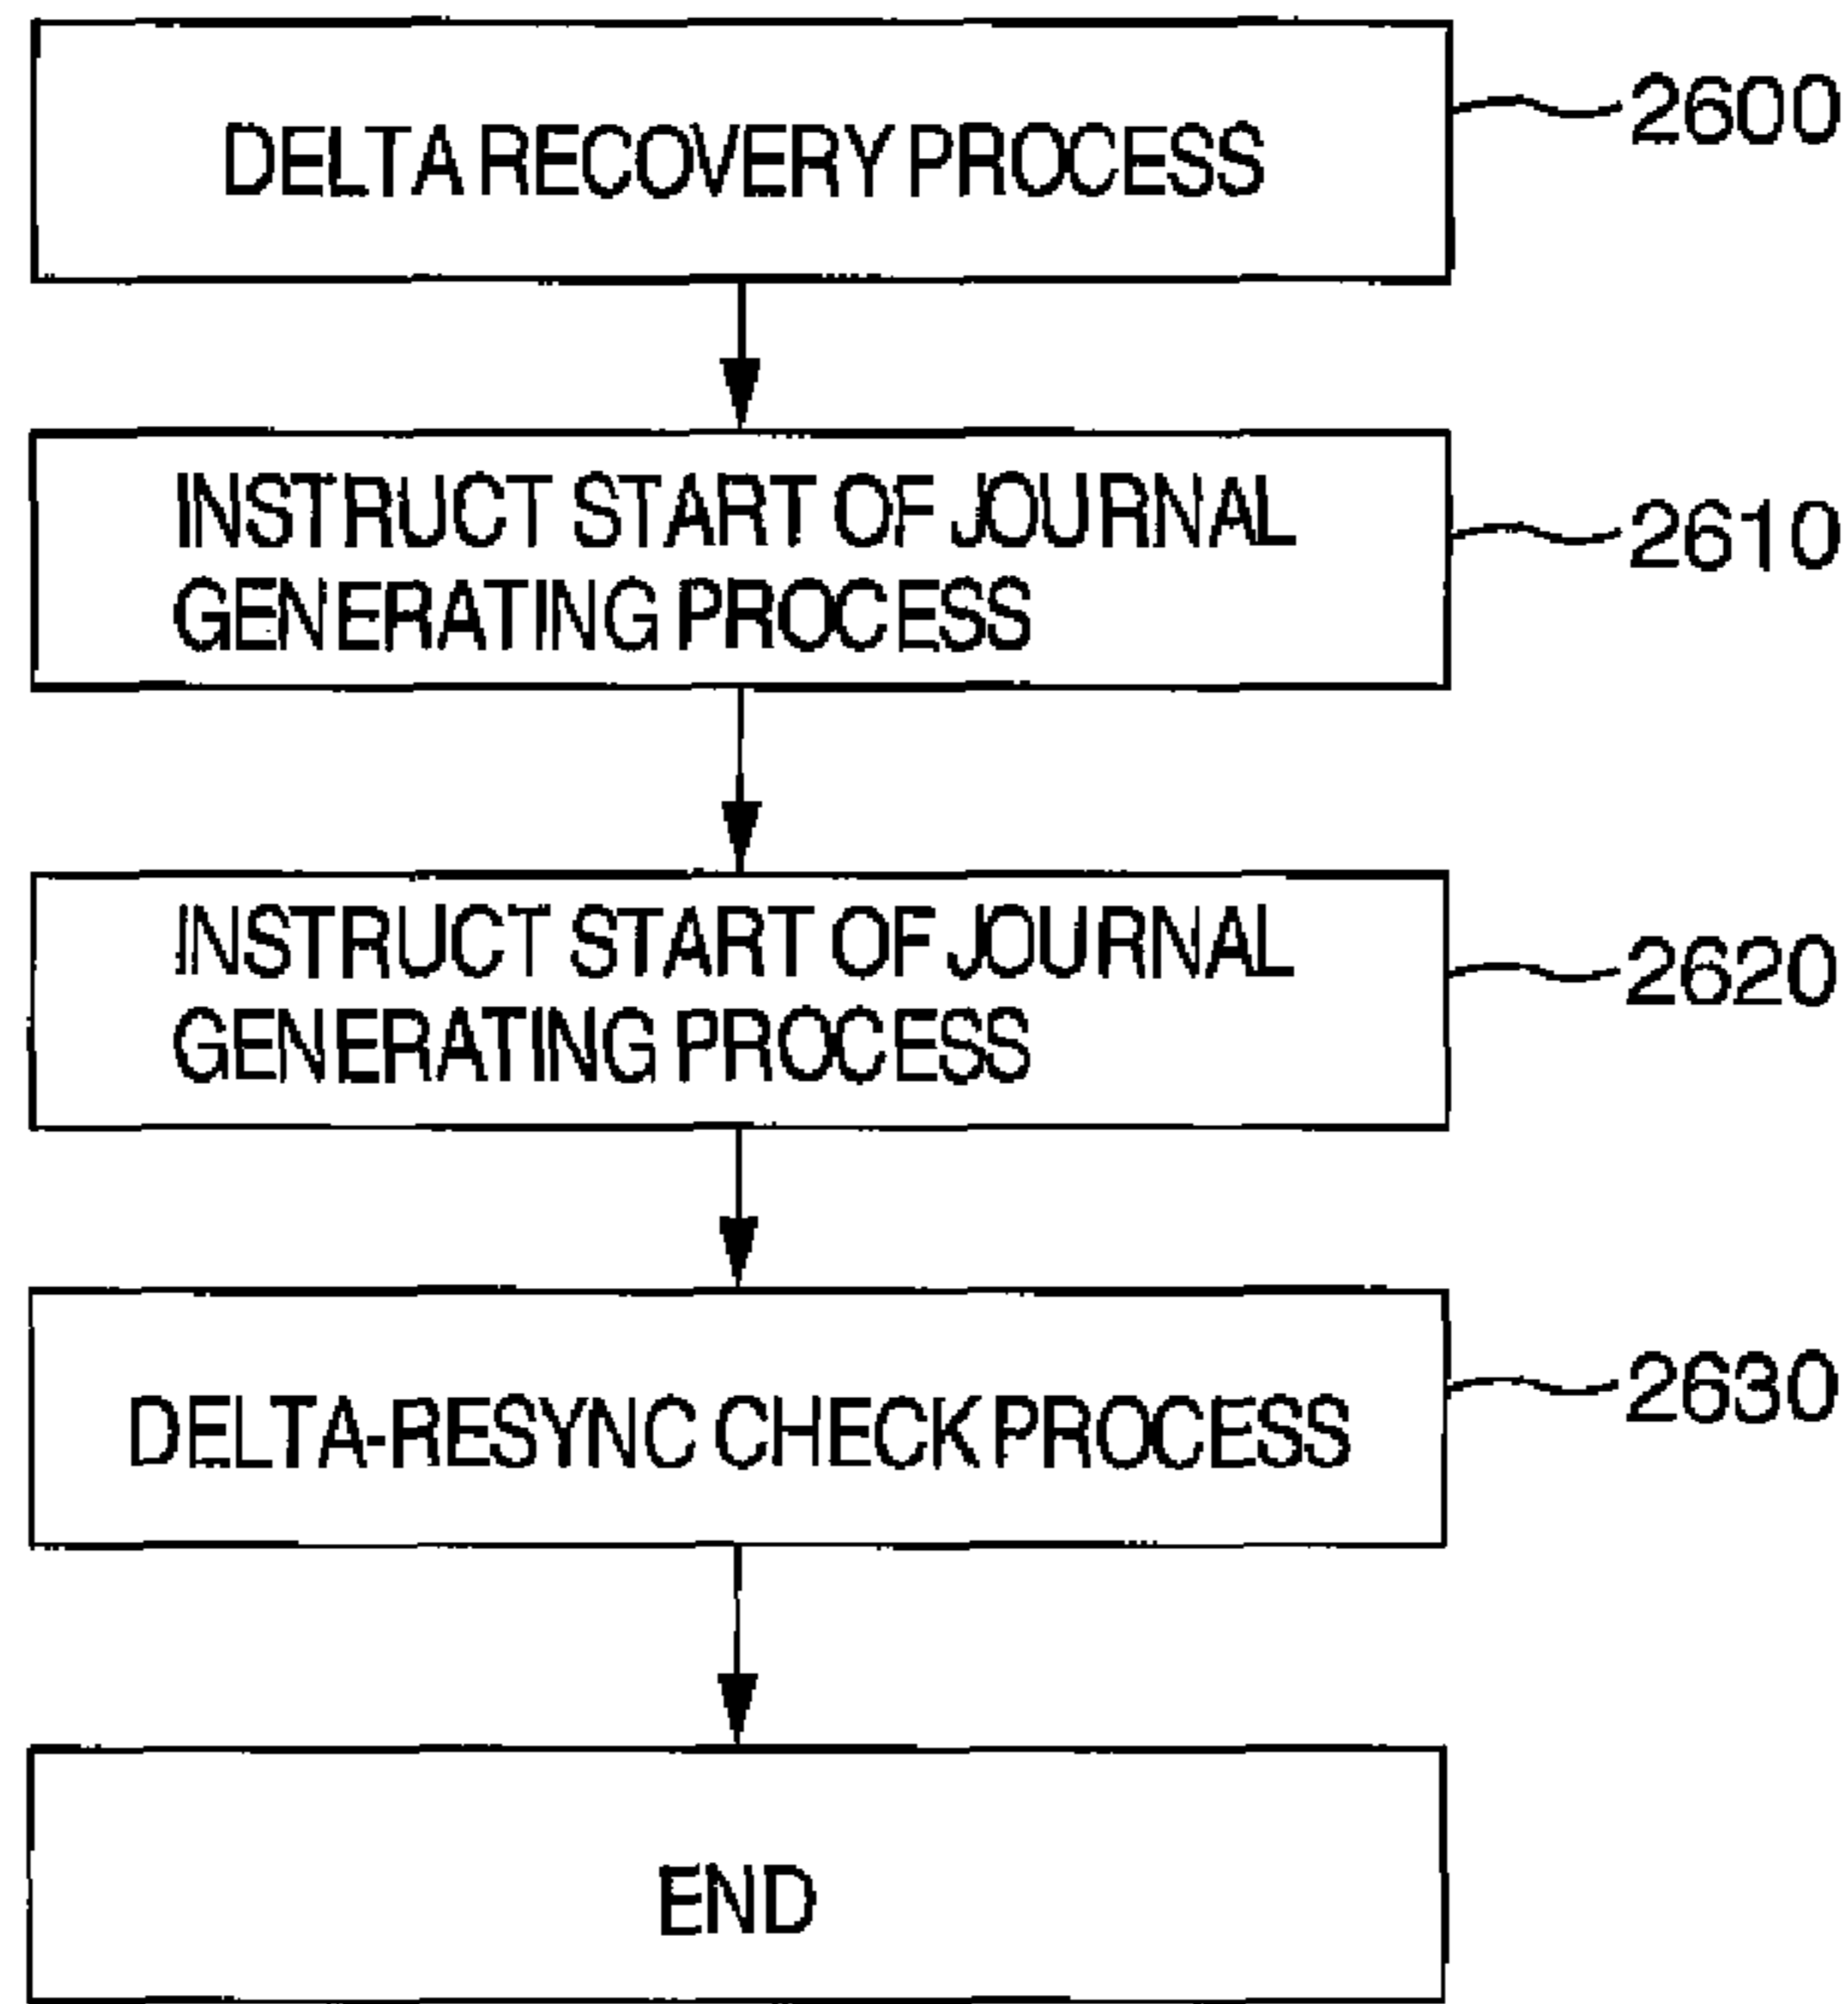 DELTA RECOVERY PROCESS
2600
INSTRUCT START OF JOURNAL
GENERATING PROCESS
2610
INSTRUCT START OF JOURNAL
GENERATING PROCESS
2620
DELTA-RESYNC CHECK PROCESS
2630
END